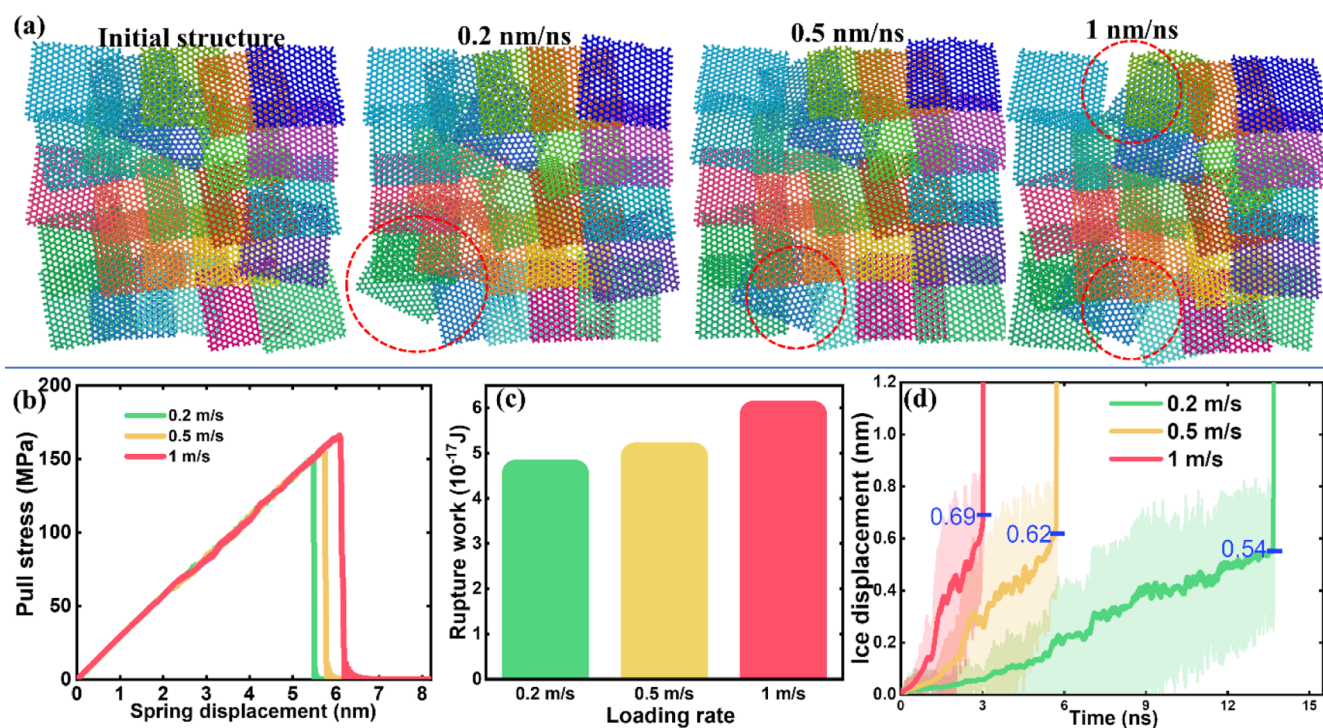 (a)
Initial structure
0.2 nm/ns
0.5 nm/ns
1 nm/ns
(b)
Pull stress (MPa)
200
150
100
50
0
0.2 m/s
0.5 m/s
1 m/s
0 1 2 3 4 5 6 7 8
Spring displacement (nm)
(c)
Rupture work (10⁻¹⁷J)
6
5
4
3
2
1
0
0.2 m/s 0.5 m/s 1 m/s
Loading rate
(d)
Ice displacement (nm)
1.2
1.0
0.8
0.6
0.4
0.2
0.0
0.2 m/s
0.5 m/s
1 m/s
0.69
0.62
0.54
0 3 6 9 12 15
Time (ns)